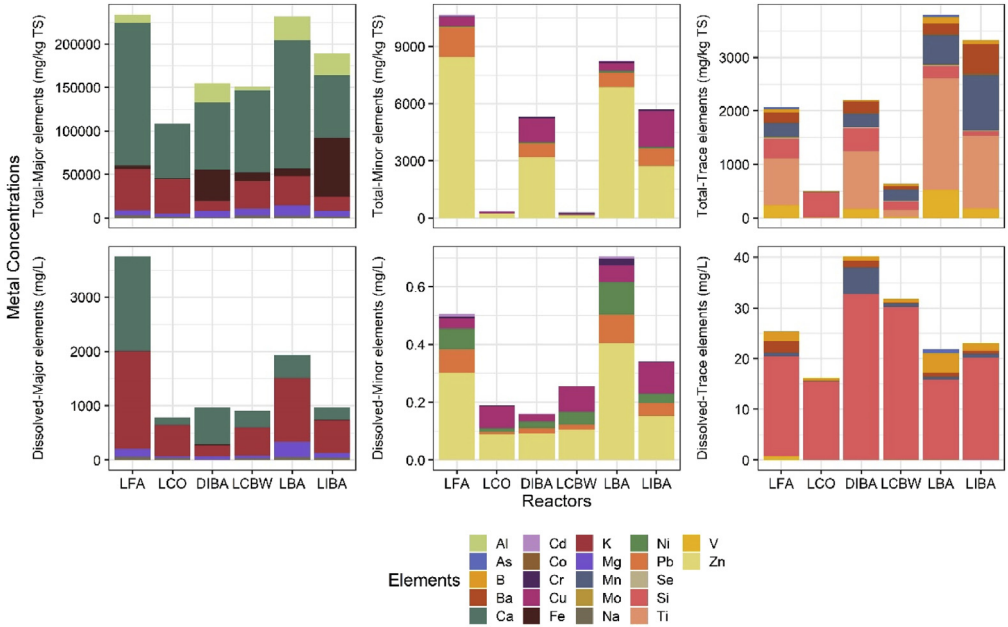 Metal Concentrations
Total-Major elements (mg/kg TS)
200000
150000
100000
50000
0
Total-Minor elements (mg/kg TS)
9000
6000
3000
0
Total-Trace elements (mg/kg TS)
3000
2000
1000
0
Dissolved-Major elements (mg/L)
3000
2000
1000
0
LFA LCO DIBA LCBW LBA LIBA
Dissolved-Minor elements (mg/L)
0.6
0.4
0.2
0.0
LFA LCO DIBA LCBW LBA LIBA
Dissolved-Trace elements (mg/L)
40
30
20
10
0
LFA LCO DIBA LCBW LBA LIBA
Reactors
Elements
Al Cd K Ni V
As Co Mg Pb Zn
B Cr Mn Se
Ba Cu Mo Si
Ca Fe Na Ti